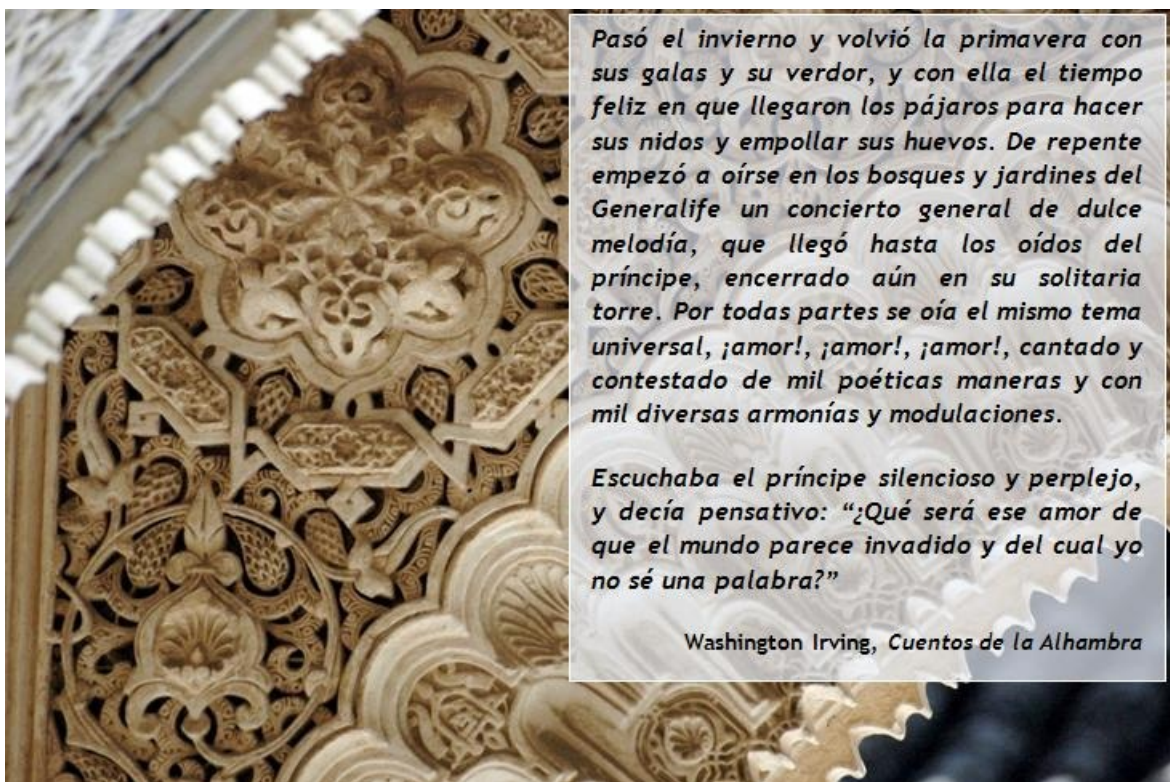 Pasó el invierno y volvió la primavera con
sus galas y su verdor, y con ella el tiempo
feliz en que llegaron los pájaros para hacer
sus nidos y empollar sus huevos. De repente
empezó a oírse en los bosques y jardines del
Generalife un concierto general de dulce
melodía, que llegó hasta los oídos del
príncipe, encerrado aún en su solitaria
torre. Por todas partes se oía el mismo tema
universal, ¡amor!, ¡amor!, ¡amor!, cantado y
contestado de mil poéticas maneras y con
mil diversas armonías y modulaciones.
Escuchaba el príncipe silencioso y perplejo,
y decía pensativo: “¿Qué será ese amor de
que el mundo parece invadido y del cual yo
no sé una palabra?”
Washington Irving, Cuentos de la Alhambra